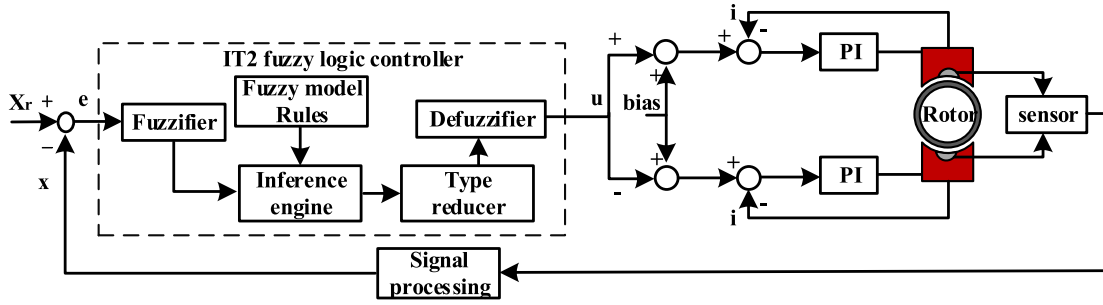 IT2 fuzzy logic controller
Xr
+
−
e
x
Fuzzifier
Fuzzy model
Rules
Inference
engine
Type
reducer
Defuzzifier
u
+
-
bias
+
+
+
+
i
-
PI
PI
i
-
Rotor
sensor
Signal
processing